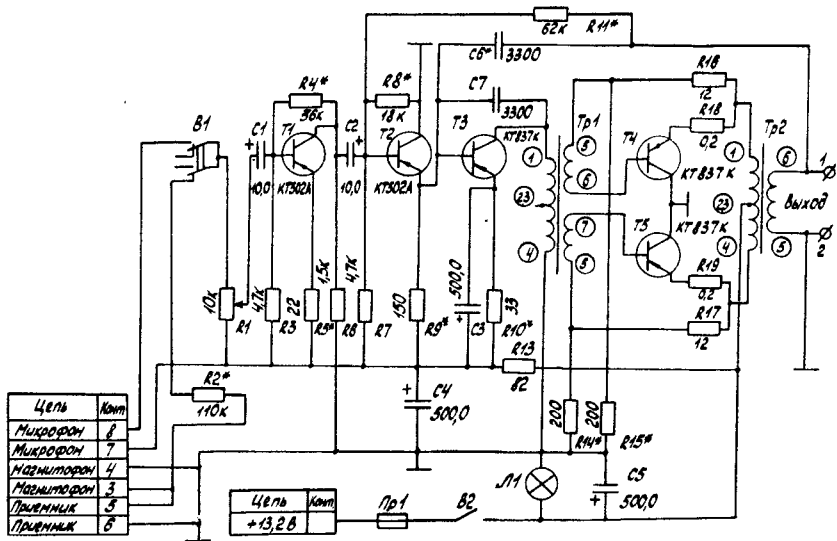 62к R11*
C6* 3300
R4*
36к
R8*
18к
C7
3300
R16
12
R18
0,2
B1
C1
+
10,0
T1
КТ302А
C2
+
10,0
T2
КТ302А
T3
КТ837к
Тр1
5
6
7
8
1
23
4
T4
КТ837К
T5
КТ837К
Тр2
1
23
4
6
5
1
Выход
2
R19
0,2
R17
12
10к
R1
4,7к
R3
22
R5*
1,5к
R6
4,7к
R7
150
R9*
500,0
+
C3
33
R10*
R13
82
R2*
110к
+
C4
500,0
200
R14*
200
R15*
C5
+
500,0
Л1
Цепь Конт
Микрофон 8
Микрофон 7
Магнитофон 4
Магнитофон 3
Приемник 5
Приемник 6
Цепь Конт
+13,2 В
Пр1
В2